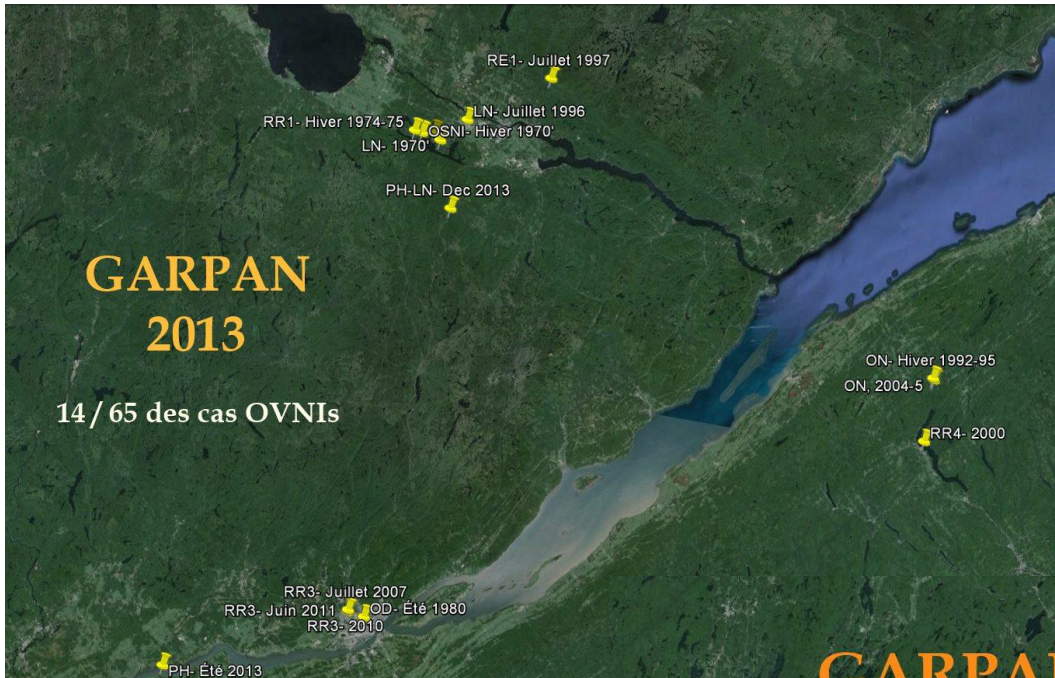 RE1- Juillet 1997
LN- Juillet 1996
RR1- Hiver 1974-75
OSNI- Hiver 1970'
LN- 1970'
PH-LN- Dec 2013
GARPAN
2013
14 / 65 des cas OVNIs
ON- Hiver 1992-95
ON, 2004-5
RR4- 2000
RR3- Juillet 2007
RR3- Juin 2011
OD- Été 1980
RR3- 2010
PH- Été 2013
GARPAN